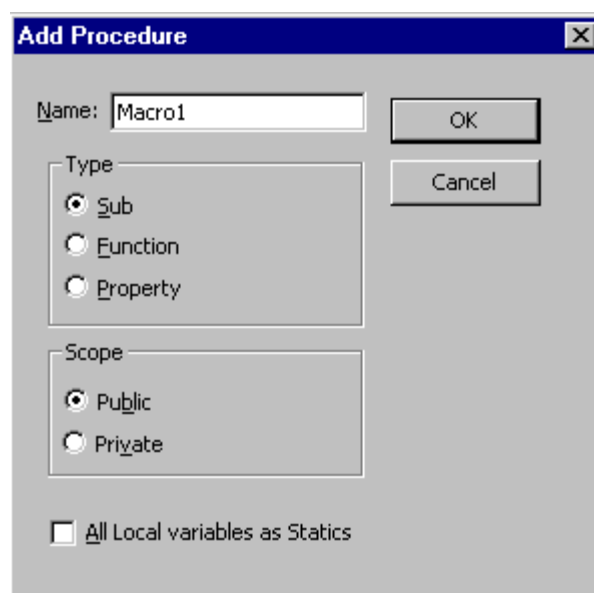 Add Procedure
Name: Macro1
OK
Type
Cancel
Sub
Function
Property
Scope
Public
Private
All Local variables as Statics